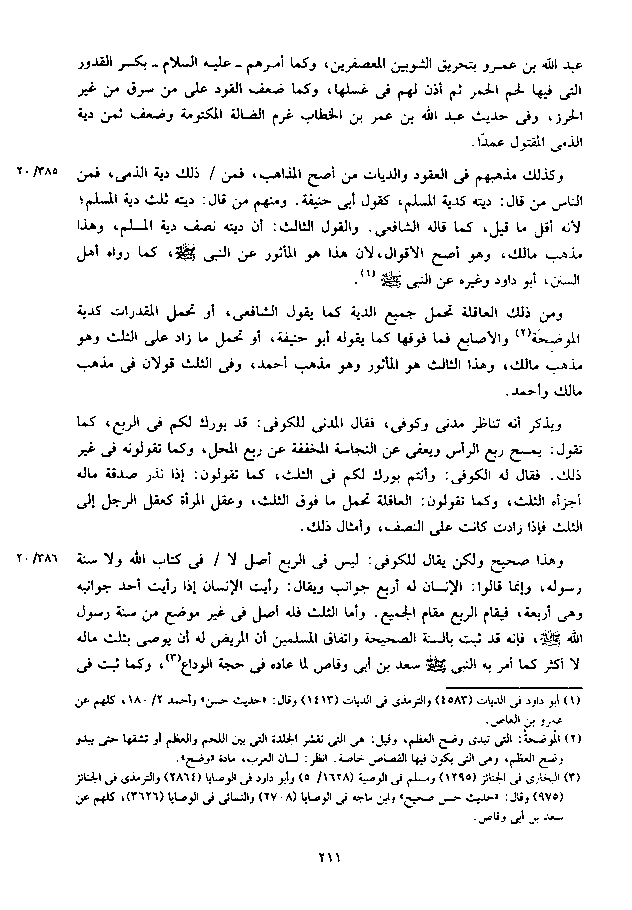 عبد الله بن عمرو بتحريق الثوبين المعصفرين، وكما أمرهم ـ عليه السلام ـ بكسر القدور
التى فيها لحم الحمر ثم أذن لهم فى غسلها، وكما ضعف القود على من سرق من غير
الحرز، وفى حديث عبد الله بن عمر بن الخطاب غرم الضالة المكتومة وضعف ثمن دية
الذمى المقتول عمدًا.
وكذلك مذهبهم فى العقود والديات من أصح المذاهب، فمن / ذلك دية الذمى، فمن ٢٠/٣٨٥
الناس من قال: ديته كدية المسلم، كقول أبى حنيفة. ومنهم من قال: ديته ثلث دية المسلم؛
لأنه أقل ما قيل، كما قاله الشافعى. والقول الثالث: أن ديته نصف دية المسلم، وهذا
مذهب مالك، وهو أصح الأقوال،لان هذا هو المأثور عن النبى ﷺ، كما رواه أهل
السنن، أبو داود وغيره عن النبى ﷺ (١).
ومن ذلك العاقلة تحمل جميع الدية كما يقول الشافعى، أو تحمل المقدرات كدية
الموضحَة(٢) والأصابع فما فوقها كما يقوله أبو حنيفة، أو تحمل ما زاد على الثلث وهو
مذهب مالك، وهذا الثالث هو المأثور وهو مذهب أحمد، وفى الثلث قولان فى مذهب
مالك وأحمد.
ويذكر أنه تناظر مدنى وكوفى، فقال المدنى للكوفى: قد بورك لكم فى الربع، كما
تقول: يمسح ربع الرأس ويعفى عن النجاسة المخففة عن ربع المحل، وكما تقولونه فى غير
ذلك. فقال له الكوفى: وأنتم بورك لكم فى الثلث، كما تقولون: إذا نذر صدقة ماله
أجزأه الثلث، وكما تقولون: العاقلة تحمل ما فوق الثلث، وعقل المرأة كعقل الرجل إلى
الثلث فإذا زادت كانت على النصف، وأمثال ذلك.
وهذا صحيح ولكن يقال للكوفى: ليس فى الربع أصل لا / فى كتاب الله ولا سنة ٢٠/٣٨٦
رسوله، وإنما قالوا: الإنسان له أربع جوانب ويقال: رأيت الإنسان إذا رأيت أحد جوانبه
وهى أربعة، فيقام الربع مقام الجميع. وأما الثلث فله أصل فى غير موضع من سنة رسول
الله ﷺ، فإنه قد ثبت بالسنة الصحيحة واتفاق المسلمين أن المريض له أن يوصى بثلث ماله
لا أكثر كما أمر به النبى ﷺ سعد بن أبى وقاص لما عاده فى حجة الوداع(٣)، وكما ثبت فى
(١) أبو داود فى الديات (٤٥٨٣) والترمذى فى الديات (١٤١٣) وقال: «حديث حسن» وأحمد ٢/ ١٨٠، كلهم عن
عمرو بن العاص.
(٢) الموضحةُ: التى تبدى وضح العظم، وقيل: هى التى تقشر الجلدة التى بين اللحم والعظم أو تشقها حتى يبدو
وضح العظم، وهى التى يكون فيها القصاص خاصة. انظر: لسان العرب، مادة «وضح».
(٣) البخارى فى الجنائز (١٢٩٥) ومسلم فى الوصية (١٦٢٨/ ٥) وأبو داود فى الوصايا (٢٨٦٤) والترمذى فى الجنائز
(٩٧٥) وقال: «حديث حسن صحيح» وابن ماجه فى الوصايا (٢٧٠٨) والنسائى فى الوصايا (٣٦٢٦)، كلهم عن
سعد بن أبى وقاص.
٢١١